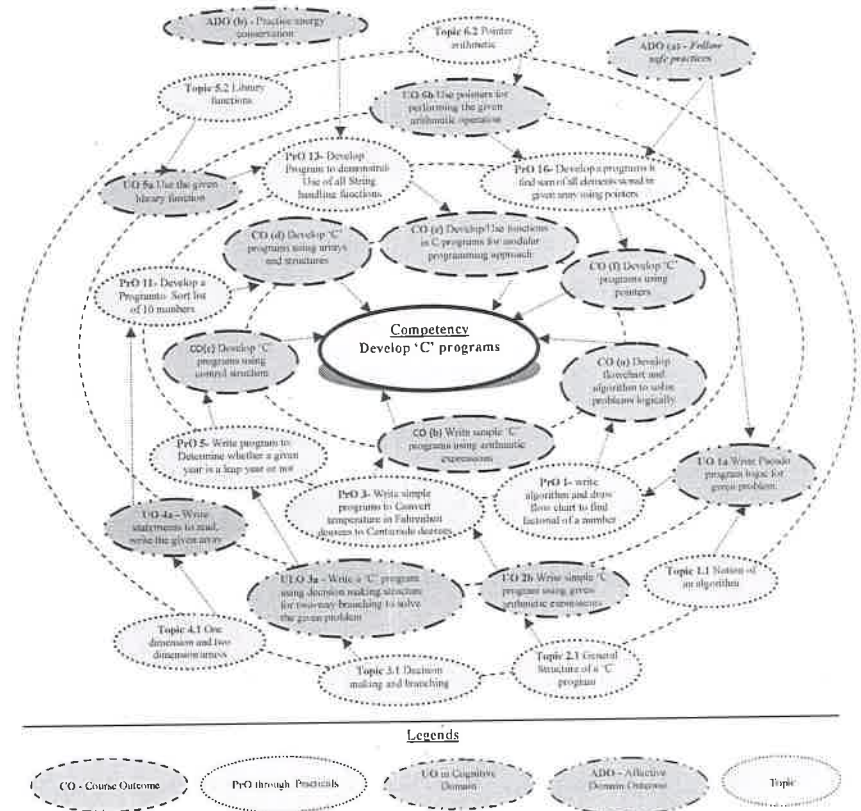 ADO (b) - Practice energy
conservation
Topic 6.2 Pointer
arithmetic
ADO (a) - Follow
safe practices
Topic 5.2 Library
functions
UO 6b Use pointers for
performing the given
arithmetic operation
PrO 13- Develop
Program to demonstrate
Use of all String
handling functions
PrO 16- Develop a programs to
find sum of all elements stored in
given array using pointers
UO 5a Use the given
library function
CO (d) Develop 'C'
programs using arrays
and structures
CO (e) Develop/Use functions
in C programs for modular
programming approach
CO (f) Develop 'C'
programs using
pointers
PrO 11- Develop a
Programto- Sort list
of 10 numbers
Competency
Develop 'C' programs
CO(c) Develop 'C'
programs using
control structure
CO (a) Develop
flowchart and
algorithm to solve
problems logically
CO (b) Write simple 'C'
programs using arithmetic
expressions
PrO 5- Write program to
Determine whether a given
year is a leap year or not
UO 1a Write Pseudo
program logic for
given problem
PrO 3- Write simple
programs to Convert
temperature in Fahrenheit
degrees to Centigrade degrees
PrO 1- write
algorithm and draw
flow chart to find
factorial of a number
UO 4a - Write
statements to read,
write the given array
ULO 3a - Write a 'C' program
using decision making structure
for two-way branching to solve
the given problem
UO 2b Write simple 'C'
program using given
arithmetic expressions
Topic 1.1 Notion of
an algorithm
Topic 4.1 One
dimension and two
dimension arrays
Topic 3.1 Decision
making and branching
Topic 2.1 General
Structure of a 'C'
program
Legends
CO - Course Outcome
PrO through Practicals
UO in Cognitive
Domain
ADO - Affective
Domain Outcome
Topic